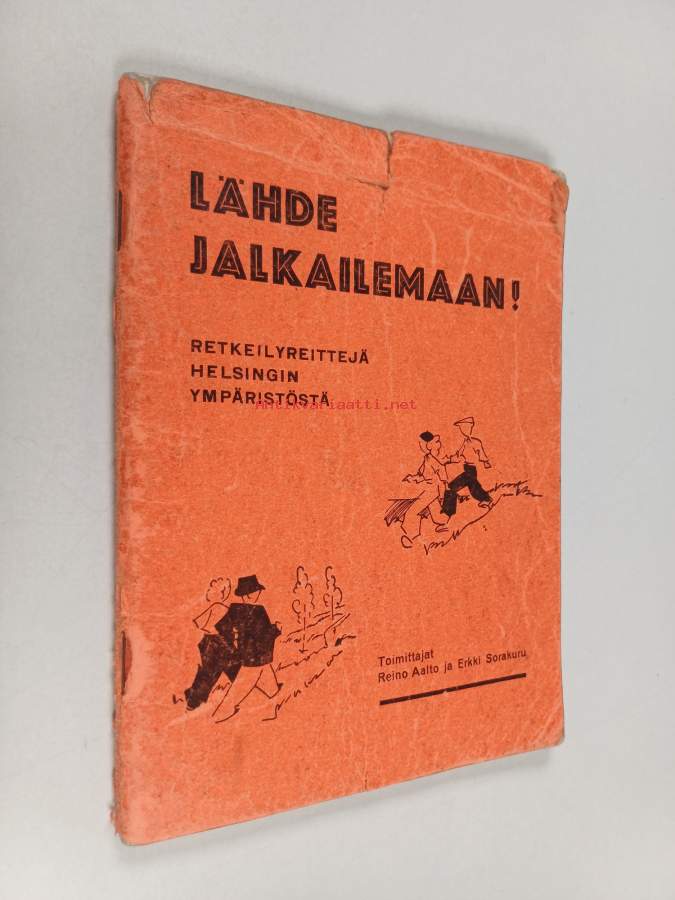 LÄHDE
JALKAILEMAAN!
RETKEILYREITTEJÄ
HELSINGIN
YMPÄRISTÖSTÄ
Antikvariaatti.net
Toimittajat
Reino Aalto ja Erkki Sorakuru